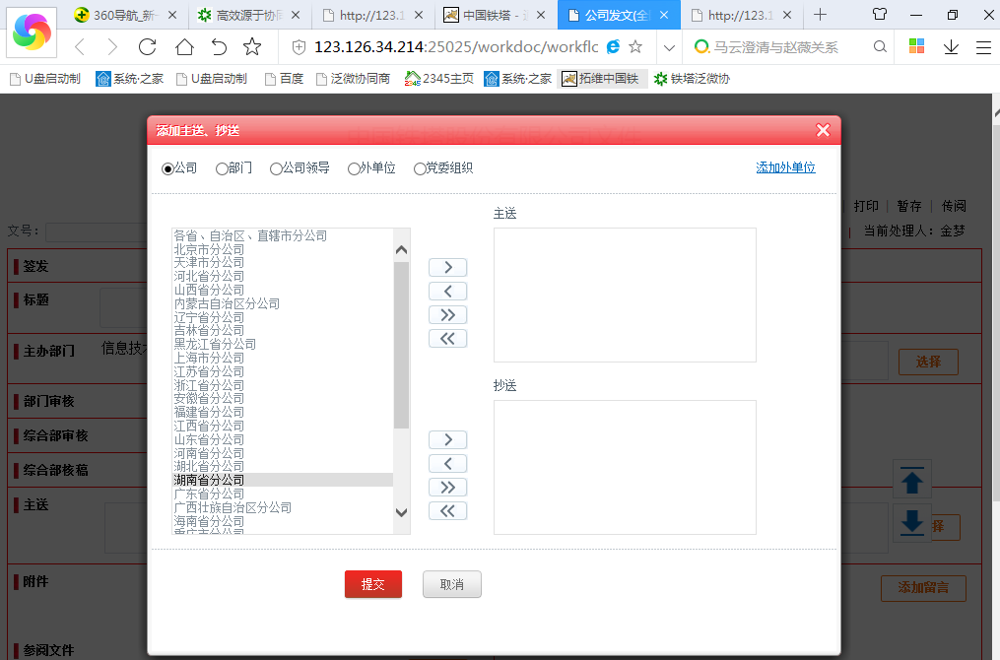 360导航_新一
高效源于协同
http://123.1
中国铁塔 -
公司发文(全
http://123.1
123.126.34.214:25025/workdoc/workflc
马云澄清与赵薇关系
U盘启动制
系统之家
U盘启动制
百度
泛微协同商
2345主页
系统·之家
拓维中国铁
铁塔泛微协
添加主送、抄送
公司
部门
公司领导
外单位
党委组织
添加外单位
打印 | 暂存 | 传阅
文号：
当前处理人：金梦
签发
标题
主办部门
信息技
选择
部门审核
综合部审核
综合部核稿
主送
择
附件
添加留言
参阅文件
主送
各省、自治区、直辖市分公司
北京市分公司
天津市分公司
河北省分公司
山西省分公司
内蒙古自治区分公司
辽宁省分公司
吉林省分公司
黑龙江省分公司
上海市分公司
江苏省分公司
浙江省分公司
安徽省分公司
福建省分公司
江西省分公司
山东省分公司
河南省分公司
湖北省分公司
湖南省分公司
广东省分公司
广西壮族自治区分公司
海南省分公司
重庆市分公司
抄送
提交
取消